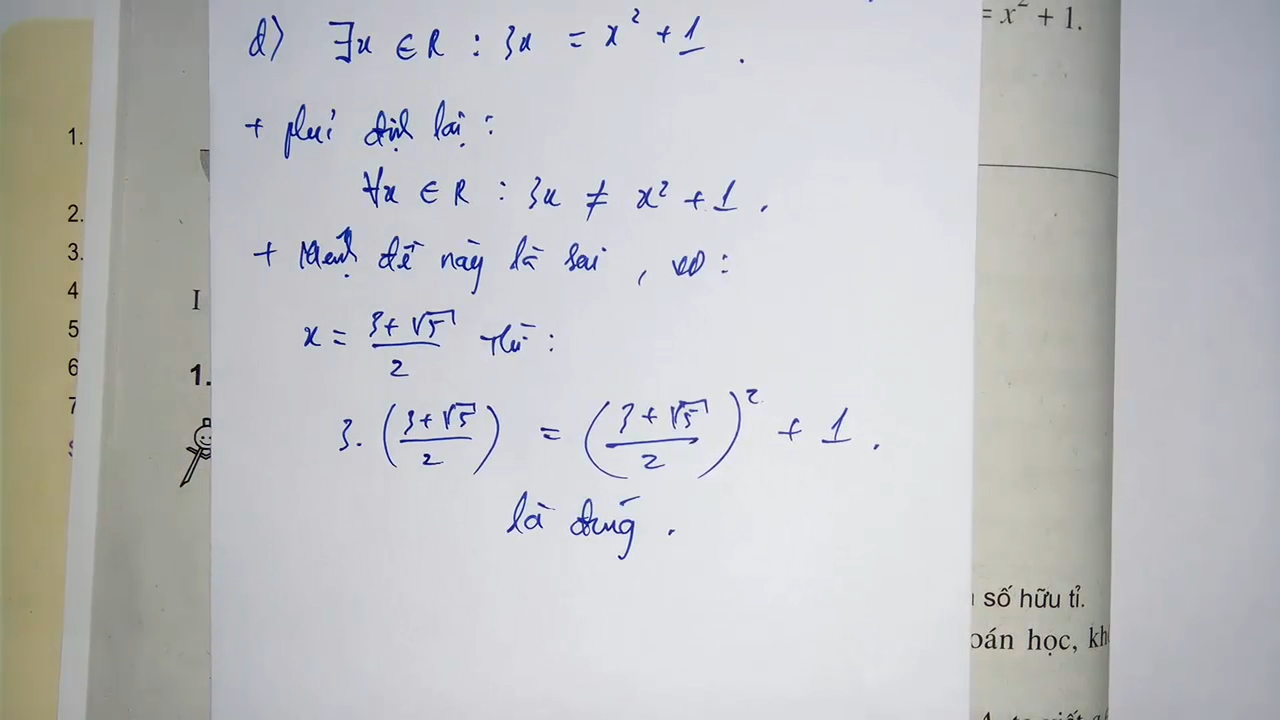 = x² + 1.
d) ∃x ∈ R : 3x = x² + 1.
+ phủ định lại :
∀x ∈ R : 3x ≠ x² + 1.
+ Mệnh đề này là sai, vì :
x = (3 + √5)/2 thì :
3.((3 + √5)/2) = ((3 + √5)/2)² + 1.
là đúng.
1.
2.
3.
4
5
6
7
I
1.
số hữu tỉ.
oán học, kh